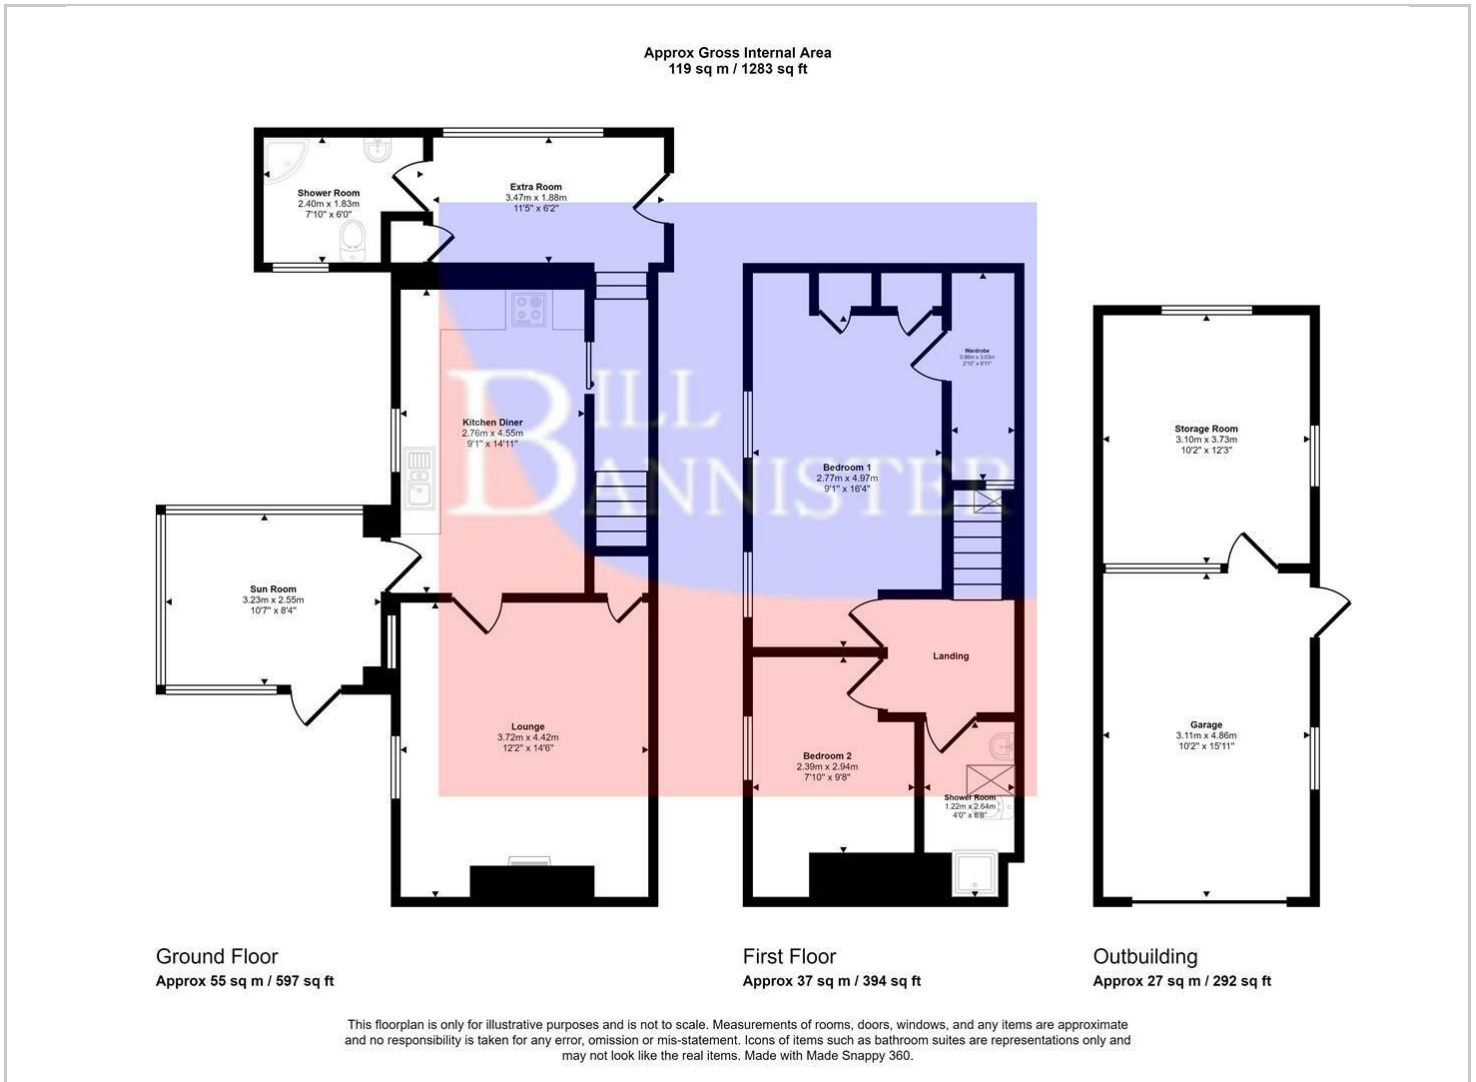 Approx Gross Internal Area
119 sq m / 1283 sq ft
Shower Room
2.40m x 1.83m
7'10" x 6'0"
Extra Room
3.47m x 1.88m
11'5" x 6'2"
Kitchen Diner
2.76m x 4.55m
9'1" x 14'11"
Sun Room
3.23m x 2.55m
10'7" x 8'4"
Lounge
3.72m x 4.42m
12'2" x 14'6"
BILL
BANNISTER
Wardrobe
0.86m x 3.03m
2'10" x 9'11"
Bedroom 1
2.77m x 4.97m
9'1" x 16'4"
Landing
Bedroom 2
2.39m x 2.94m
7'10" x 9'8"
Shower Room
1.22m x 2.64m
4'0" x 8'8"
Storage Room
3.10m x 3.73m
10'2" x 12'3"
Garage
3.11m x 4.86m
10'2" x 15'11"
Ground Floor
Approx 55 sq m / 597 sq ft
First Floor
Approx 37 sq m / 394 sq ft
Outbuilding
Approx 27 sq m / 292 sq ft
This floorplan is only for illustrative purposes and is not to scale. Measurements of rooms, doors, windows, and any items are approximate
and no responsibility is taken for any error, omission or mis-statement. Icons of items such as bathroom suites are representations only and
may not look like the real items. Made with Made Snappy 360.